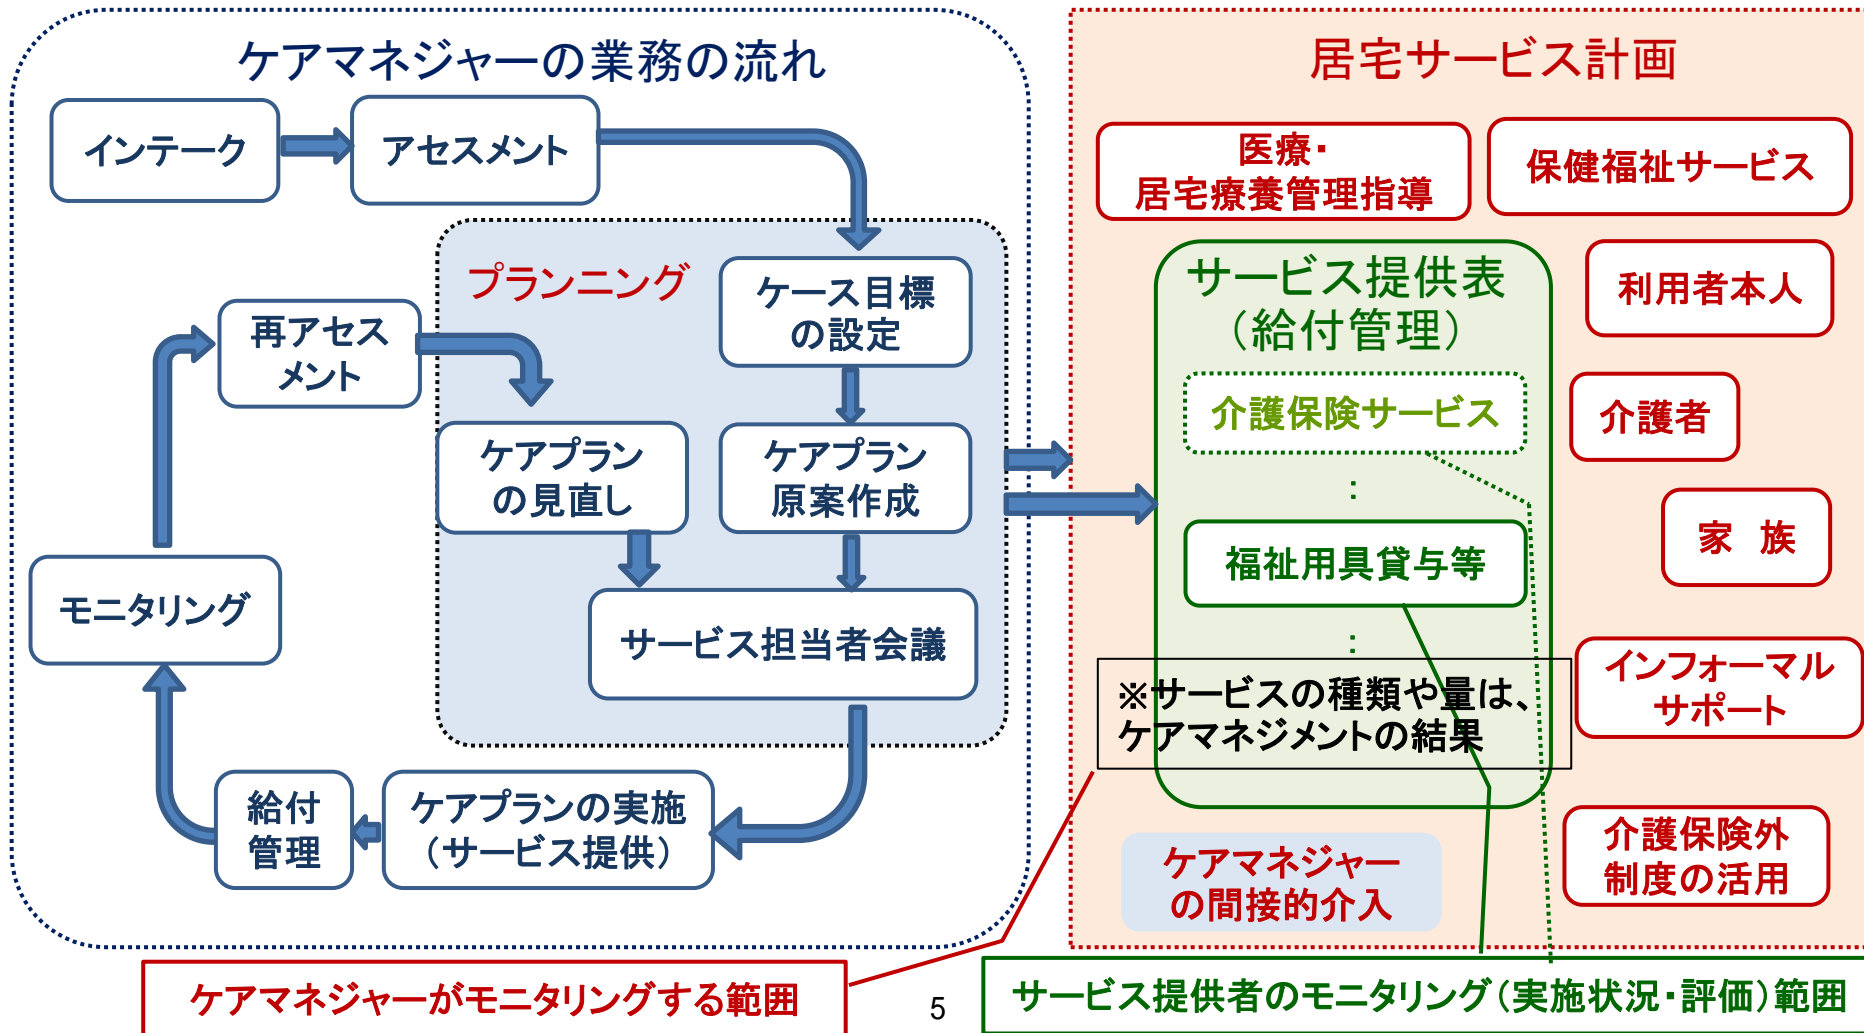 ケアマネジャーの業務の流れ
インテーク
アセスメント
プランニング
ケース目標
の設定
再アセス
メント
ケアプラン
の見直し
ケアプラン
原案作成
モニタリング
サービス担当者会議
給付
管理
ケアプランの実施
（サービス提供）
居宅サービス計画
医療・
居宅療養管理指導
保健福祉サービス
サービス提供表
（給付管理）
利用者本人
介護保険サービス
：
介護者
福祉用具貸与等
：
家　族
※サービスの種類や量は、
ケアマネジメントの結果
インフォーマル
サポート
ケアマネジャー
の間接的介入
介護保険外
制度の活用
ケアマネジャーがモニタリングする範囲
5
サービス提供者のモニタリング（実施状況・評価）範囲